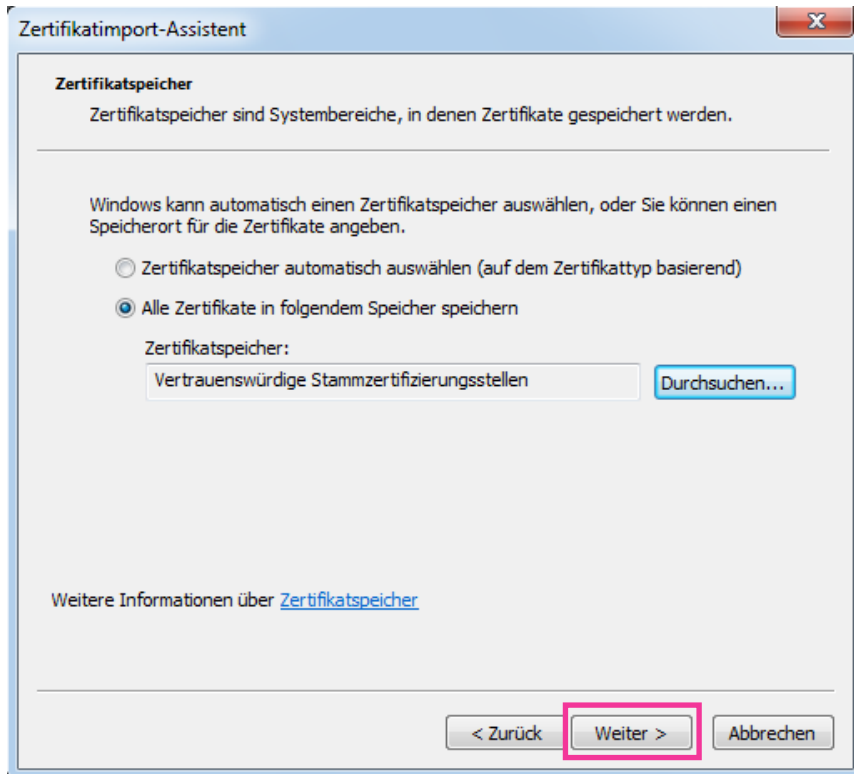 Zertifikatimport-Assistent
Zertifikatspeicher
Zertifikatspeicher sind Systembereiche, in denen Zertifikate gespeichert werden.
Windows kann automatisch einen Zertifikatspeicher auswählen, oder Sie können einen
Speicherort für die Zertifikate angeben.
Zertifikatspeicher automatisch auswählen (auf dem Zertifikattyp basierend)
Alle Zertifikate in folgendem Speicher speichern
Zertifikatspeicher:
Vertrauenswürdige Stammzertifizierungsstellen Durchsuchen...
Weitere Informationen über Zertifikatspeicher
< Zurück Weiter > Abbrechen